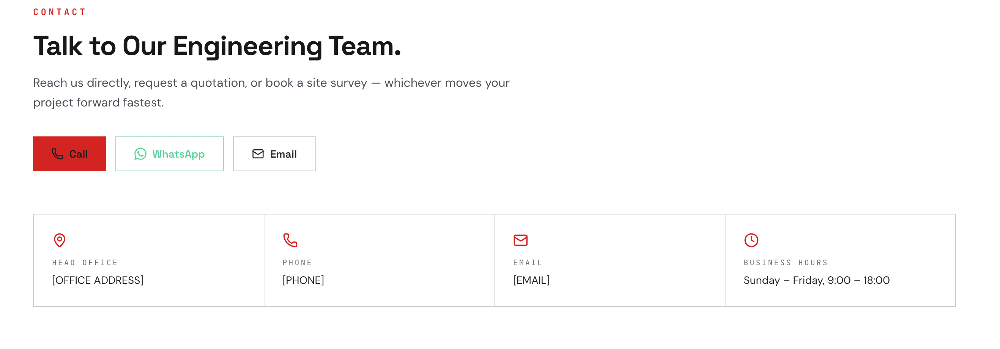 CONTACT
Talk to Our Engineering Team.
Reach us directly, request a quotation, or book a site survey — whichever moves your
project forward fastest.
Call
WhatsApp
Email
HEAD OFFICE
[OFFICE ADDRESS]
PHONE
[PHONE]
EMAIL
[EMAIL]
BUSINESS HOURS
Sunday – Friday, 9:00 – 18:00